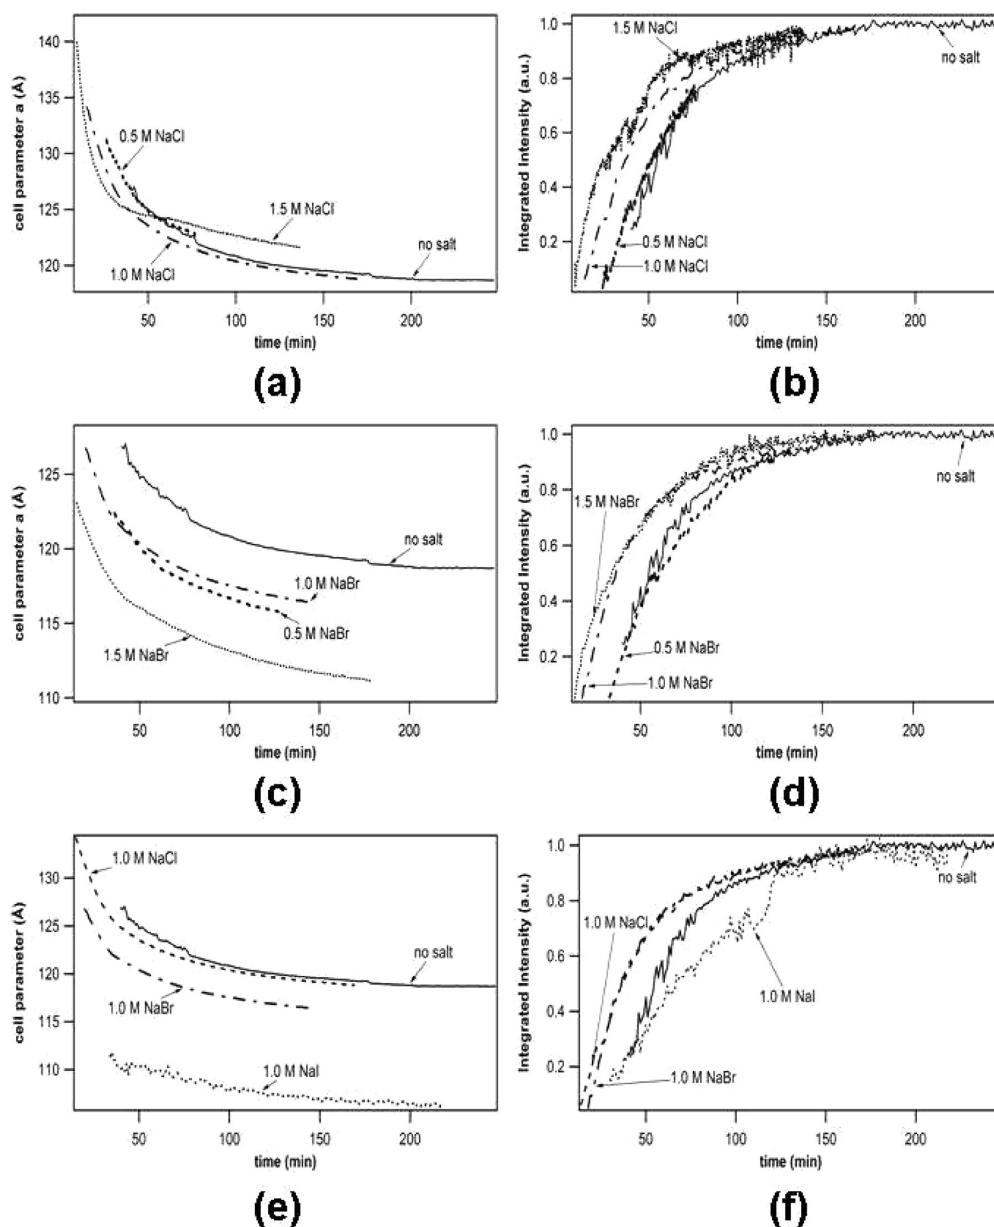 cell parameter a (Å)
140
135
130
125
120
0.5 M NaCl
1.5 M NaCl
no salt
1.0 M NaCl
50
100
150
200
time (min)
(a)
Integrated Intensity (a.u.)
1.0
0.8
0.6
0.4
0.2
1.5 M NaCl
no salt
0.5 M NaCl
1.0 M NaCl
50
100
150
200
time (min)
(b)
cell parameter a (Å)
125
120
115
110
no salt
1.0 M NaBr
0.5 M NaBr
1.5 M NaBr
50
100
150
200
time (min)
(c)
Integrated Intensity (a.u.)
1.0
0.8
0.6
0.4
0.2
no salt
1.5 M NaBr
0.5 M NaBr
1.0 M NaBr
50
100
150
200
time (min)
(d)
cell parameter (Å)
130
125
120
115
110
1.0 M NaCl
no salt
1.0 M NaBr
1.0 M NaI
50
100
150
200
time (min)
(e)
Integrated Intensity (a.u.)
1.0
0.8
0.6
0.4
0.2
no salt
1.0 M NaCl
1.0 M NaI
1.0 M NaBr
50
100
150
200
time (min)
(f)